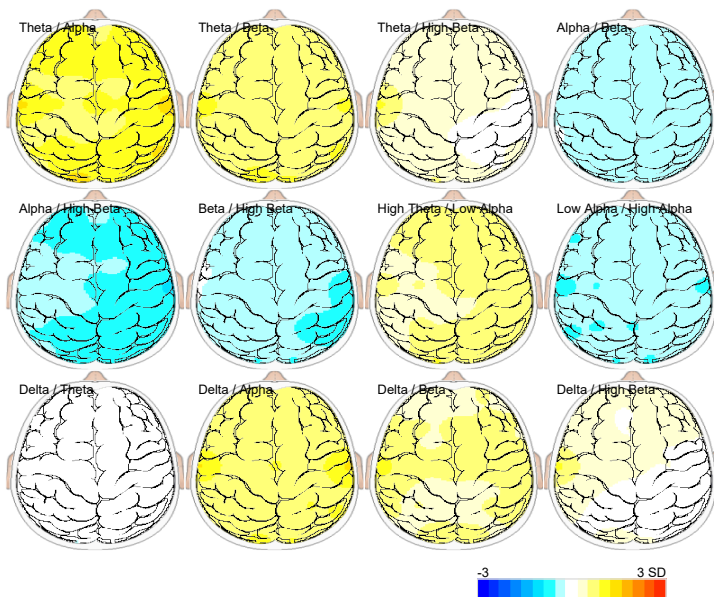 Theta / Alpha
Theta / Beta
Theta / High Beta
Alpha / Beta
Alpha / High Beta
Beta / High Beta
High Theta / Low Alpha
Low Alpha / High Alpha
Delta / Theta
Delta / Alpha
Delta / Beta
Delta / High Beta
-3
3 SD